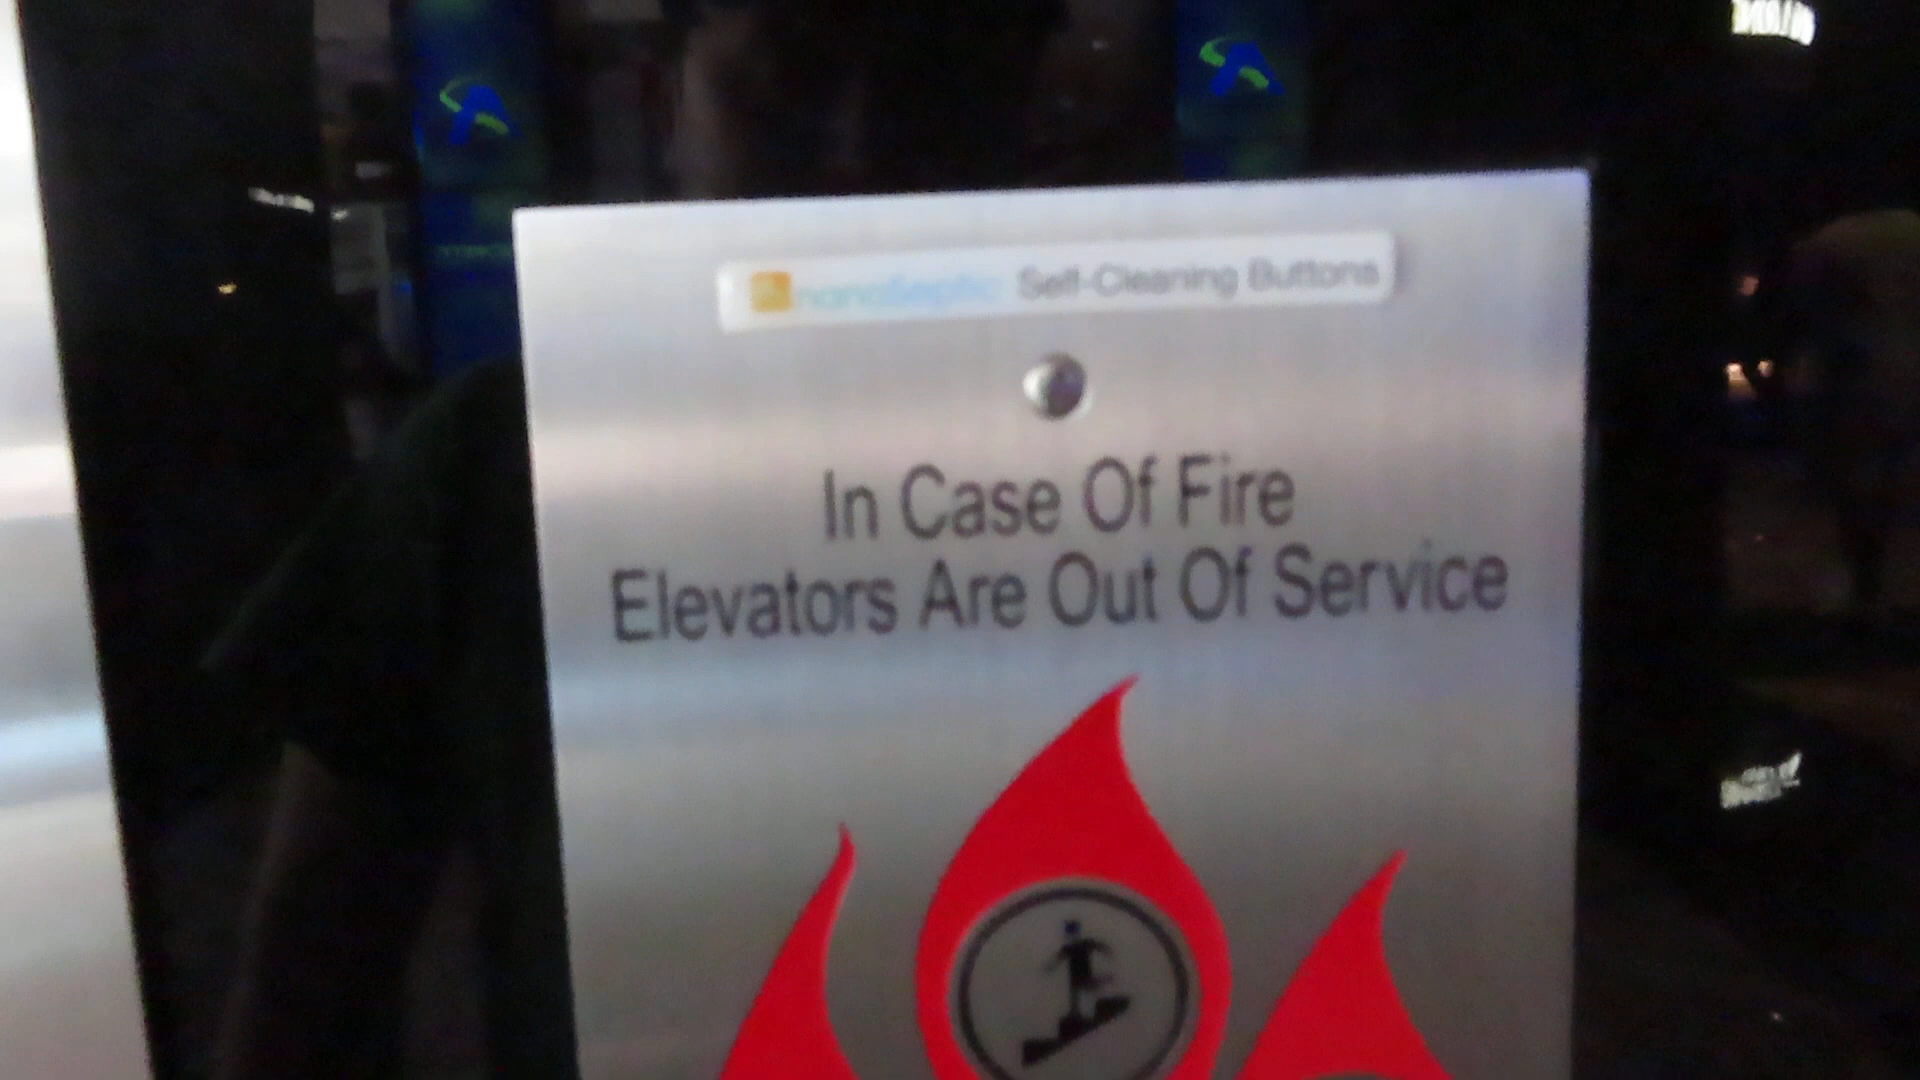 nanoSeptic Self-Cleaning Buttons
In Case Of Fire
Elevators Are Out Of Service